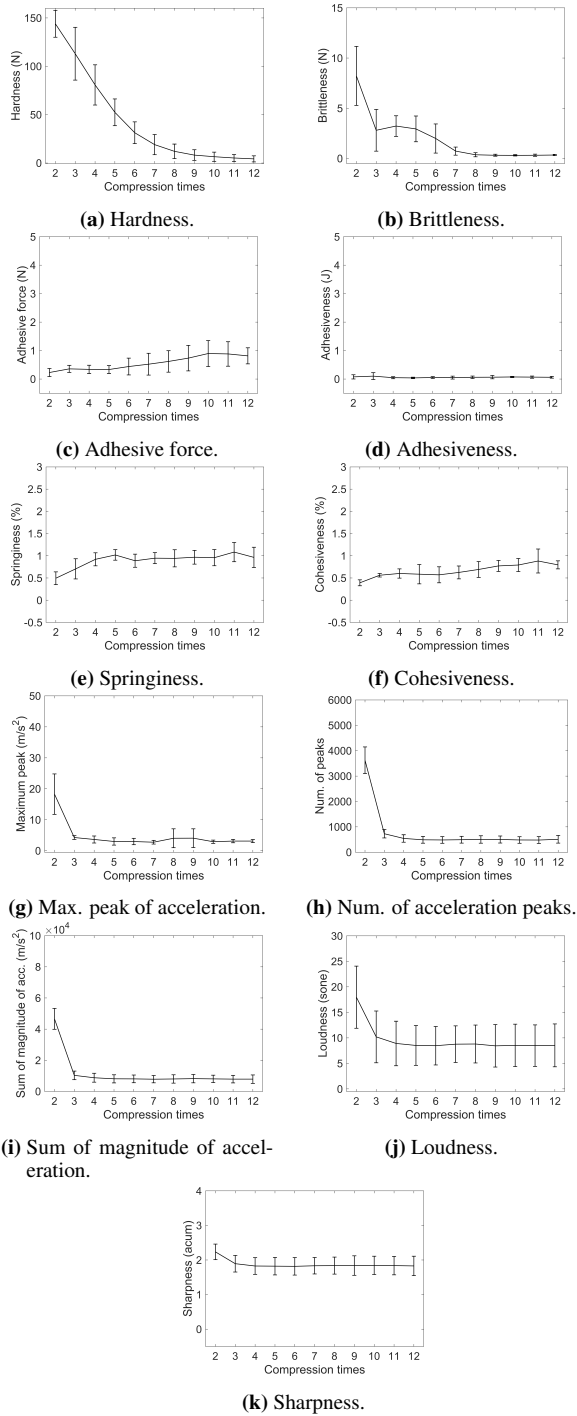 150
100
50
0
Hardness (N)
2 3 4 5 6 7 8 9 10 11 12
Compression times
(a) Hardness.
15
10
5
0
Brittleness (N)
2 3 4 5 6 7 8 9 10 11 12
Compression times
(b) Brittleness.
5
4
3
2
1
0
Adhesive force (N)
2 3 4 5 6 7 8 9 10 11 12
Compression times
(c) Adhesive force.
5
4
3
2
1
0
Adhesiveness (J)
2 3 4 5 6 7 8 9 10 11 12
Compression times
(d) Adhesiveness.
3
2.5
2
1.5
1
0.5
0
-0.5
Springiness (%)
2 3 4 5 6 7 8 9 10 11 12
Compression times
(e) Springiness.
3
2.5
2
1.5
1
0.5
0
-0.5
Cohesiveness (%)
2 3 4 5 6 7 8 9 10 11 12
Compression times
(f) Cohesiveness.
50
40
30
20
10
0
Maximum peak (m/s²)
2 3 4 5 6 7 8 9 10 11 12
Compression times
(g) Max. peak of acceleration.
6000
5000
4000
3000
2000
1000
0
Num. of peaks
2 3 4 5 6 7 8 9 10 11 12
Compression times
(h) Num. of acceleration peaks.
×10⁴
10
8
6
4
2
0
Sum of magnitude of acc. (m/s²)
2 3 4 5 6 7 8 9 10 11 12
Compression times
(i) Sum of magnitude of accel-
eration.
30
25
20
15
10
5
0
Loudness (sone)
2 3 4 5 6 7 8 9 10 11 12
Compression times
(j) Loudness.
4
3
2
1
0
Sharpness (acum)
2 3 4 5 6 7 8 9 10 11 12
Compression times
(k) Sharpness.